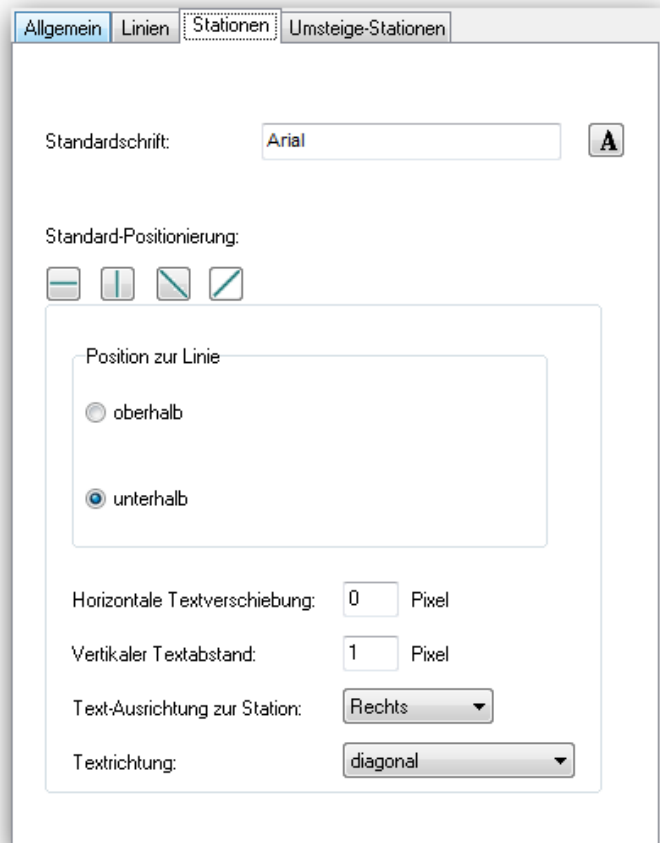 Allgemein Linien Stationen Umsteige-Stationen
Standardschrift: Arial A
Standard-Positionierung:
Position zur Linie
oberhalb
unterhalb
Horizontale Textverschiebung: 0 Pixel
Vertikaler Textabstand: 1 Pixel
Text-Ausrichtung zur Station: Rechts
Textrichtung: diagonal